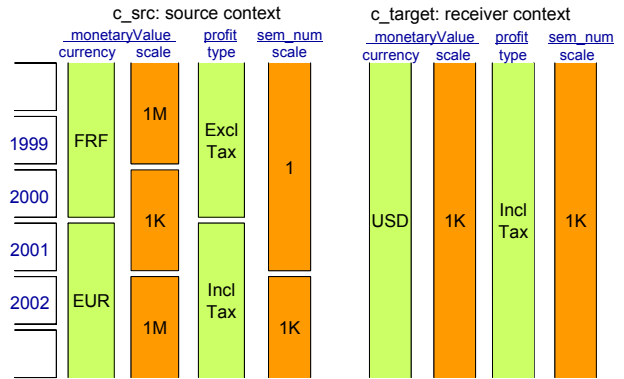 c_src: source context
c_target: receiver context
monetaryValue profit sem_num
currency scale type scale
monetaryValue profit sem_num
currency scale type scale
1M
1999 FRF Excl
Tax
1
2000
1K
USD 1K Incl
Tax 1K
2001
2002 EUR Incl
Tax
1M 1K